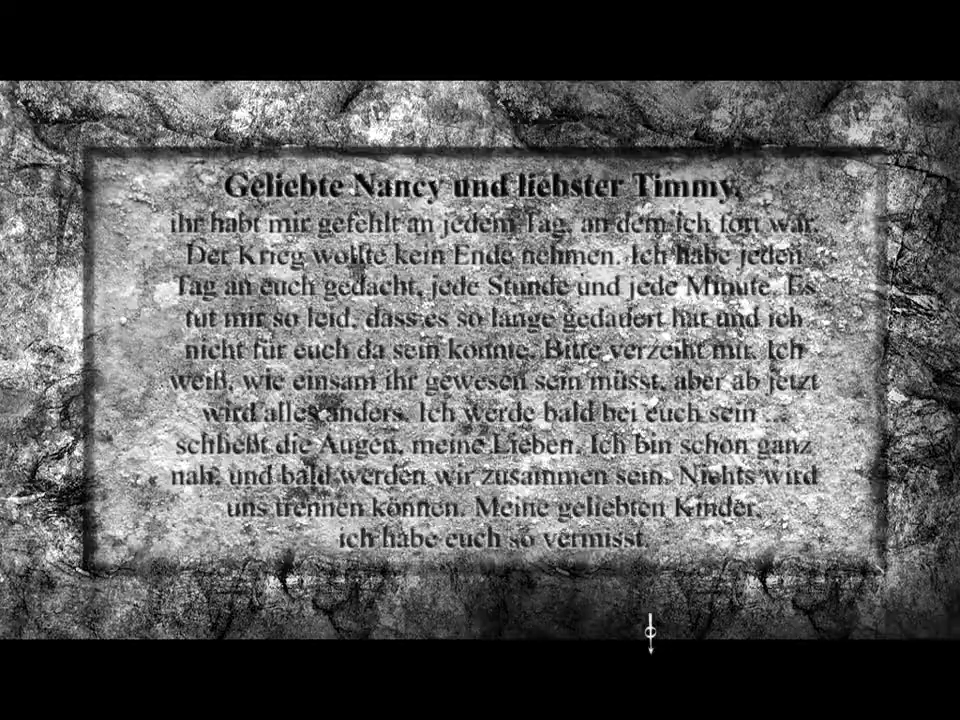 Geliebte Nancy und liebster Timmy,
ihr habt mir gefehlt an jedem Tag, an dem ich fort war.
Der Krieg wollte kein Ende nehmen. Ich habe jeden
Tag an euch gedacht, jede Stunde und jede Minute. Es
tut mir so leid, dass es so lange gedauert hat und ich
nicht für euch da sein konnte. Bitte verzeiht mir. Ich
weiß, wie einsam ihr gewesen sein müsst, aber ab jetzt
wird alles anders. Ich werde bald bei euch sein ...
schließt die Augen, meine Lieben. Ich bin schon ganz
nah, und bald werden wir zusammen sein. Nichts wird
uns trennen können. Meine geliebten Kinder,
ich habe euch so vermisst.